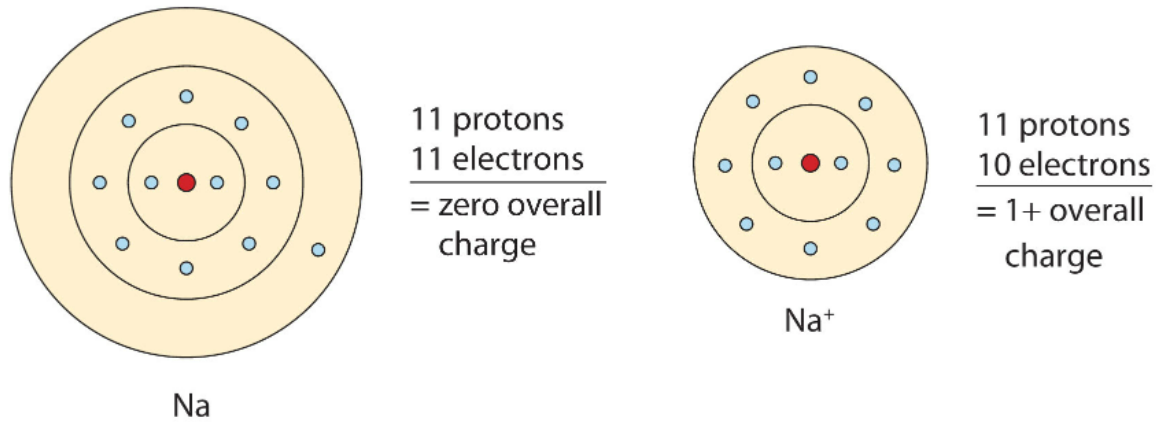 11 protons
11 electrons
= zero overall
charge
Na
11 protons
10 electrons
= 1+ overall
charge
Na⁺